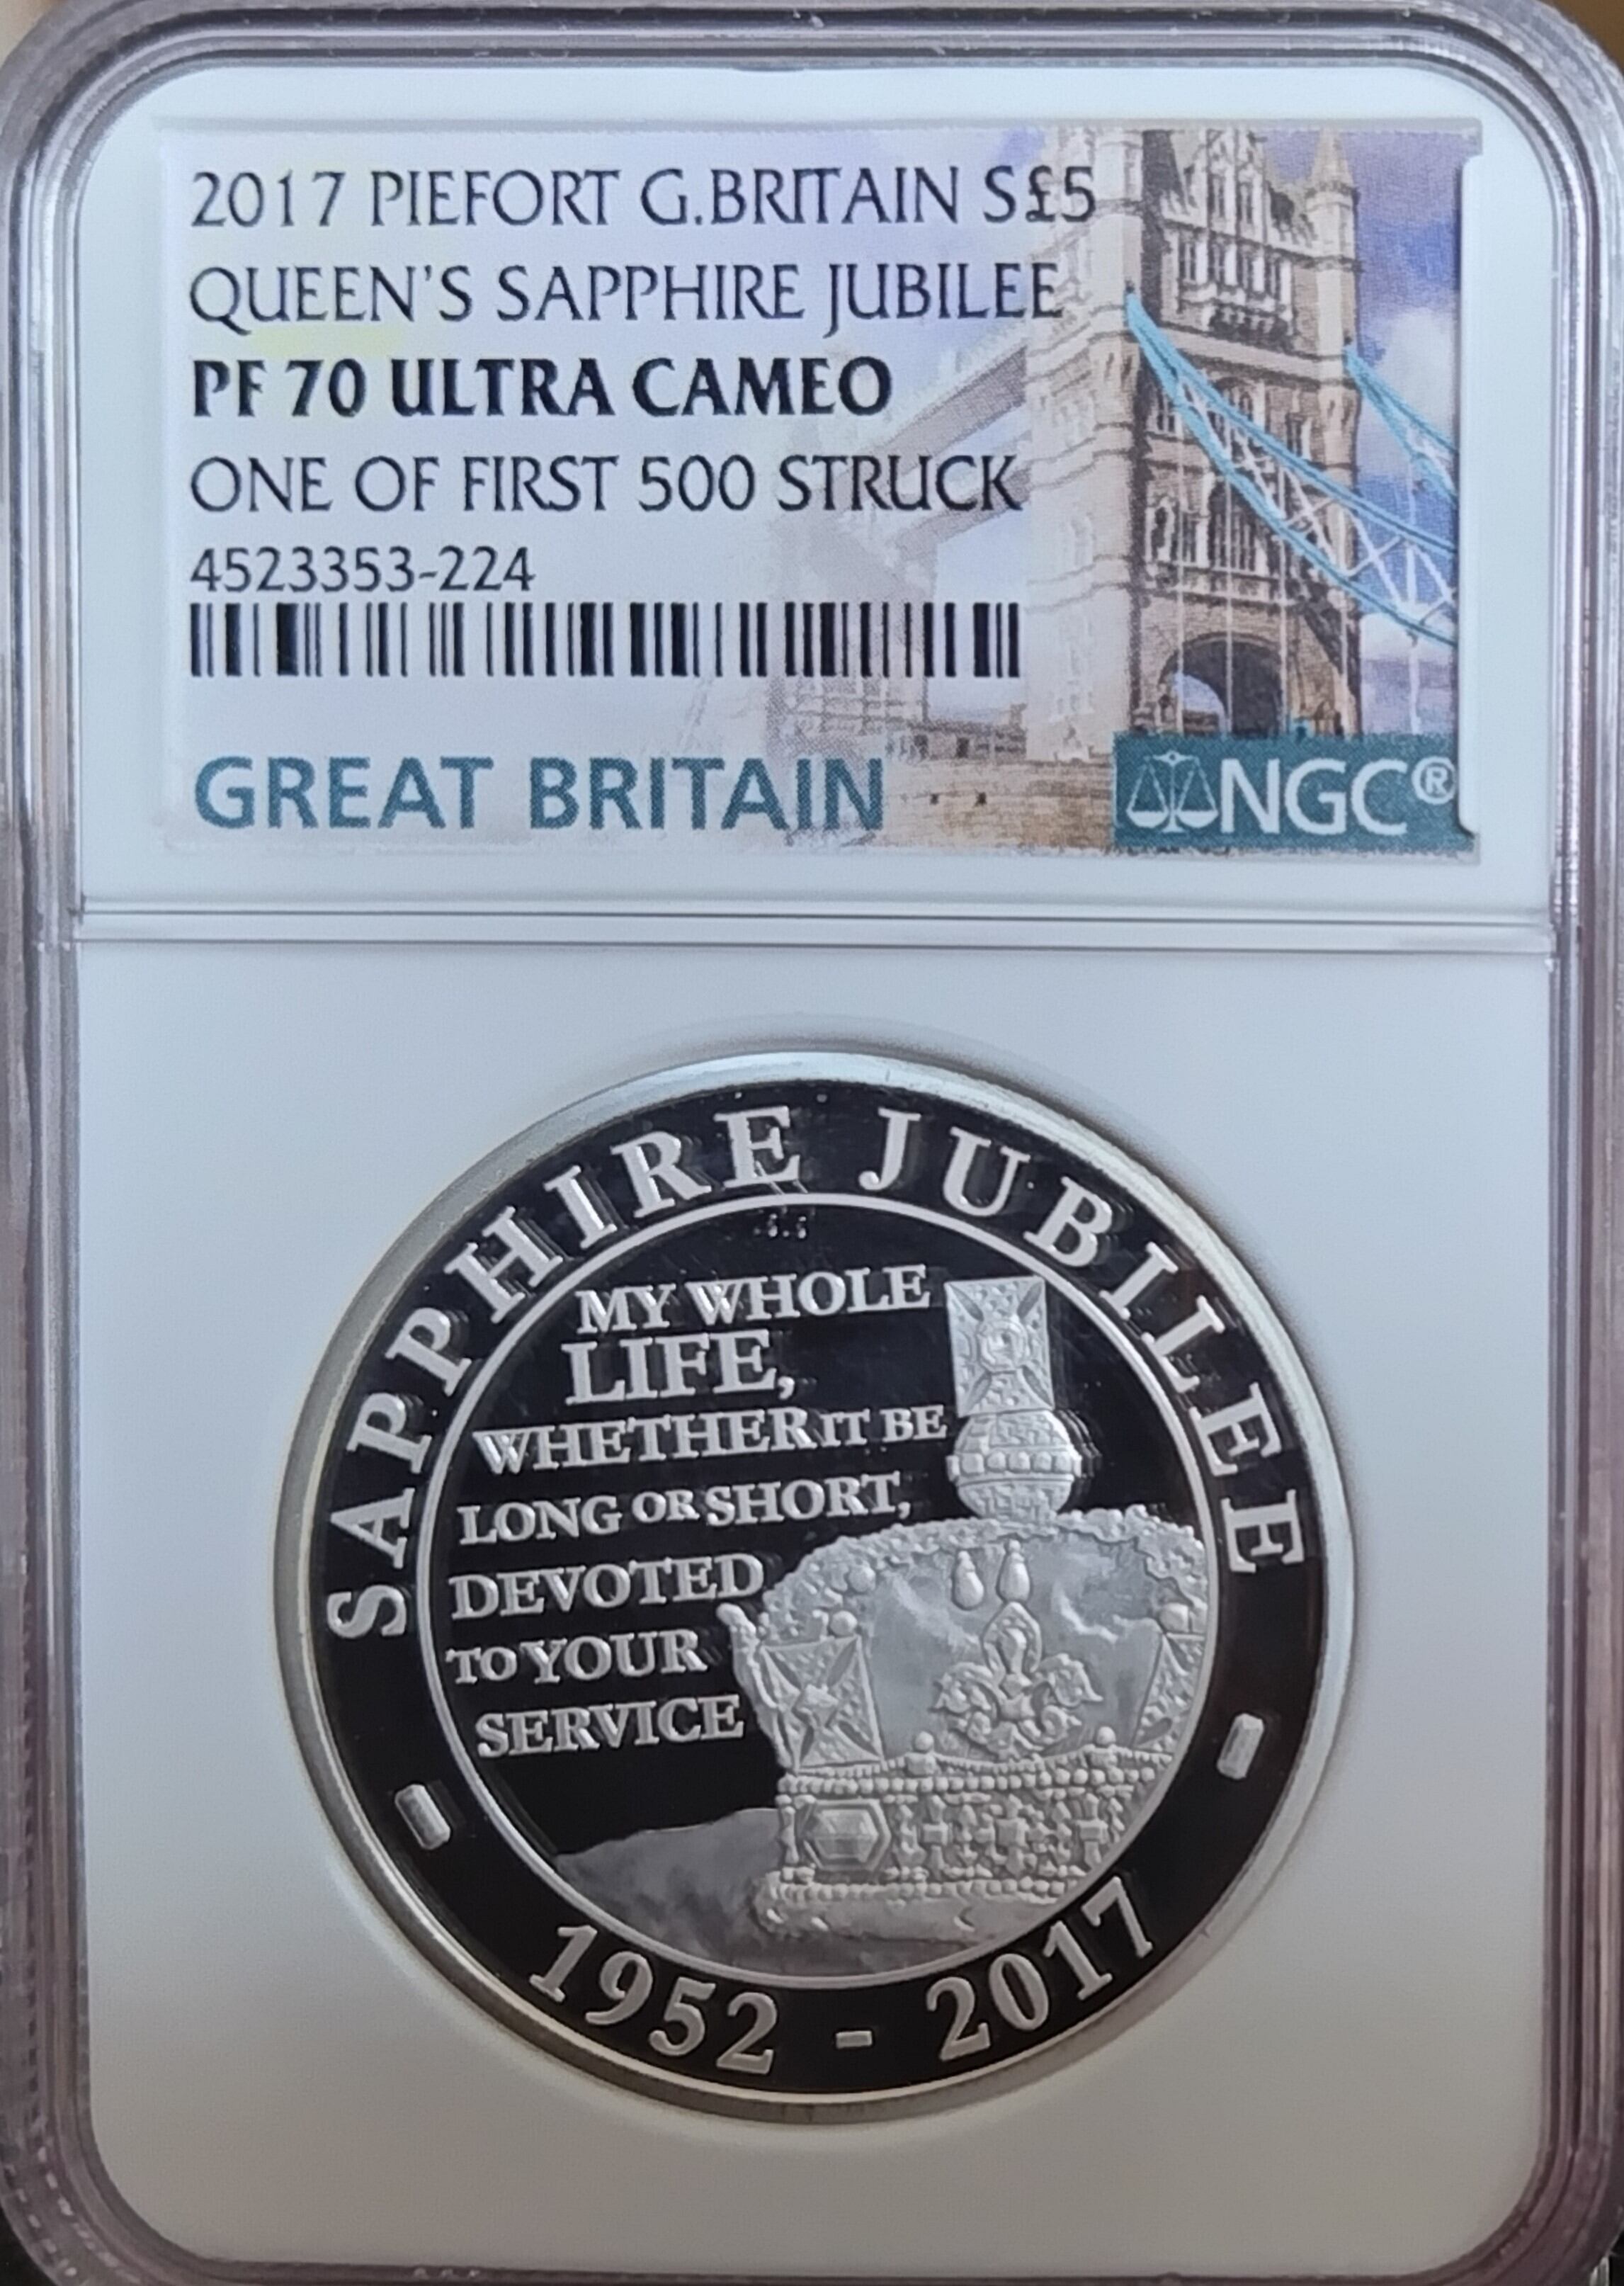 2017 PIEFORT G.BRITAIN S£5
QUEEN'S SAPPHIRE JUBILEE
PF 70 ULTRA CAMEO
ONE OF FIRST 500 STRUCK
4523353-224
GREAT BRITAIN
NGC®
SAPPHIRE JUBILEE
MY WHOLE
LIFE,
WHETHER IT BE
LONG OR SHORT,
DEVOTED
TO YOUR
SERVICE
1952 - 2017